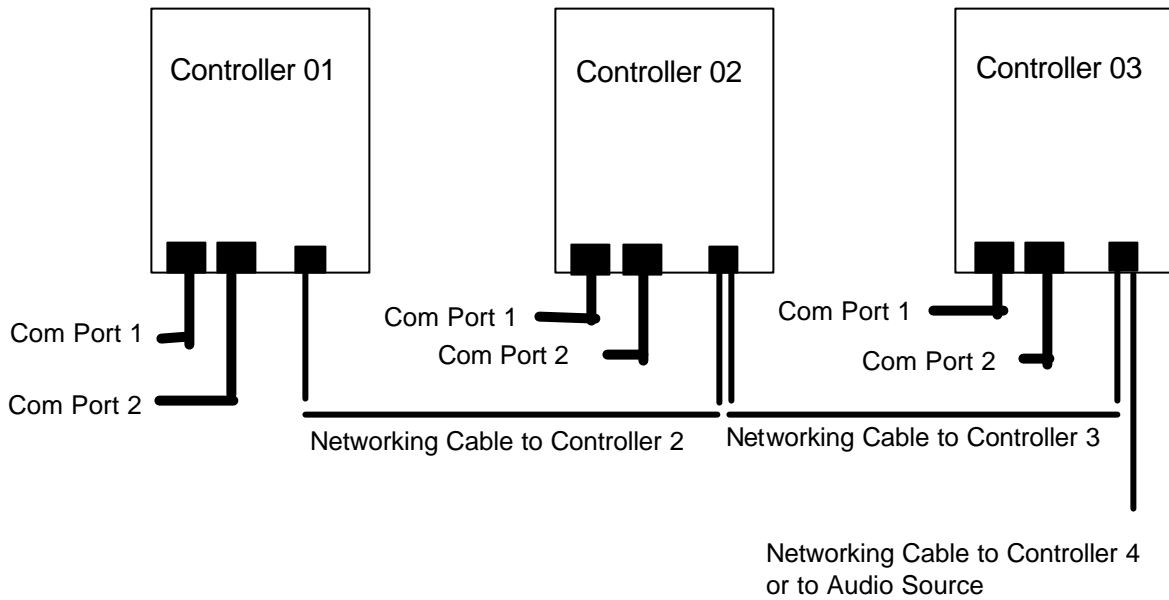 Controller 01
Controller 02
Controller 03
Com Port 1
Com Port 2
Com Port 1
Com Port 2
Com Port 1
Com Port 2
Networking Cable to Controller 2
Networking Cable to Controller 3
Networking Cable to Controller 4
or to Audio Source